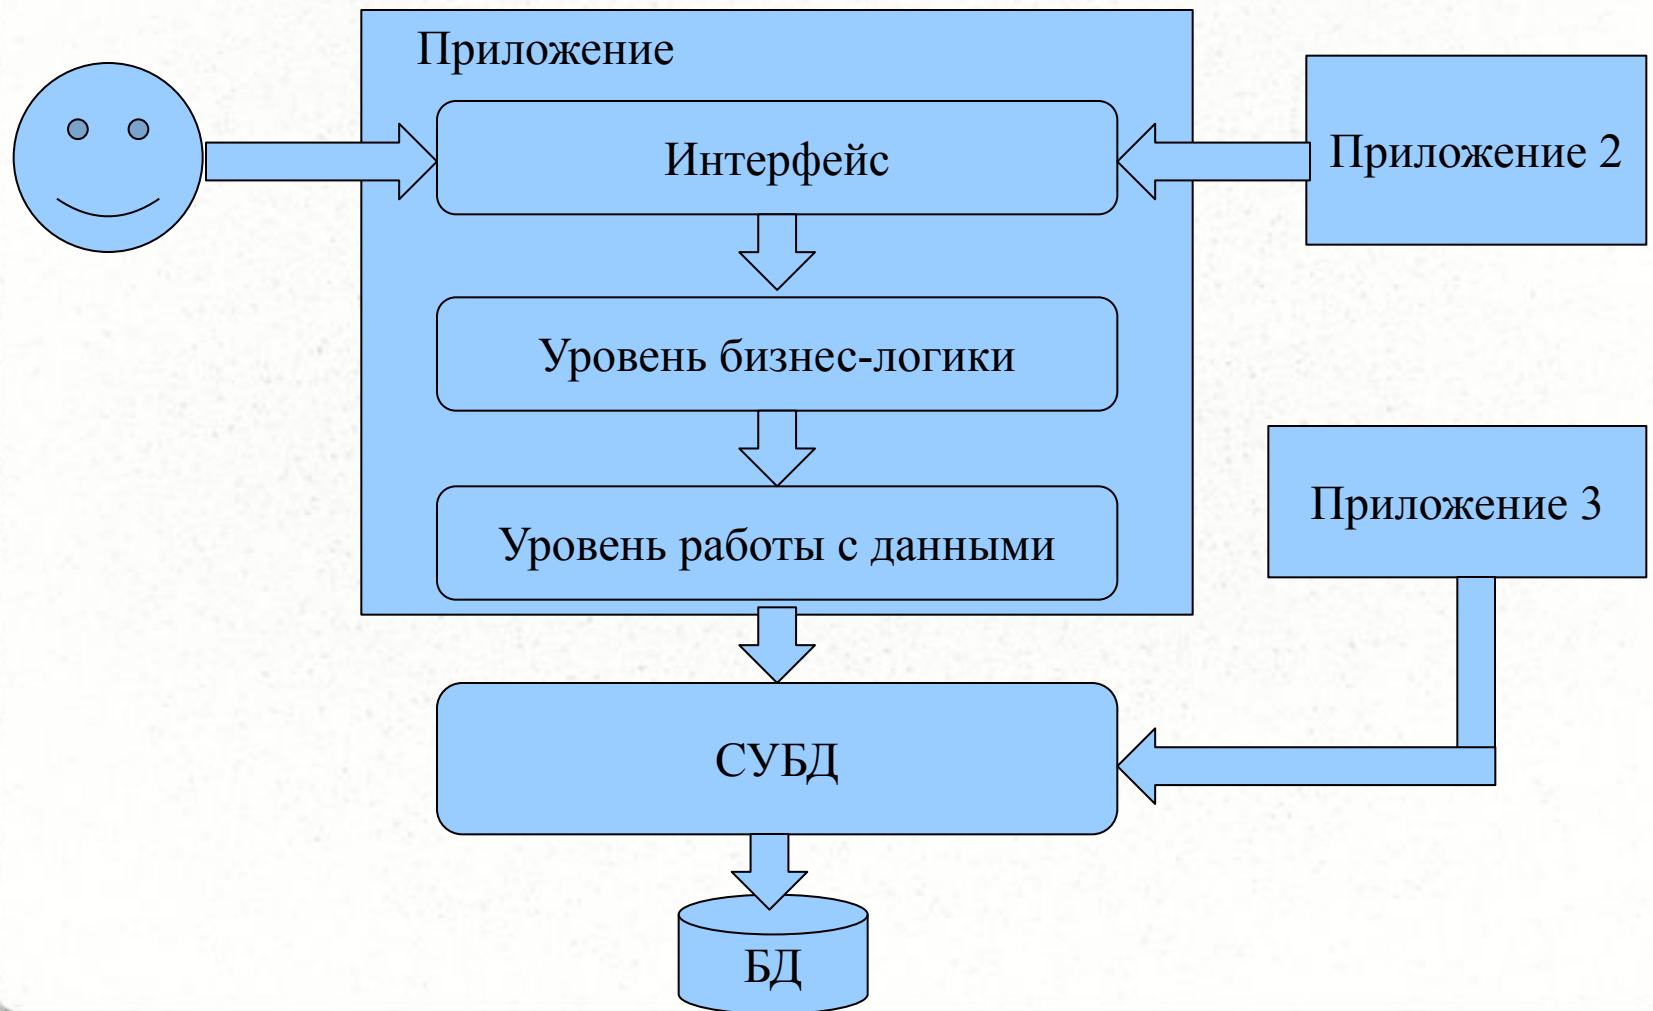 Приложение
Интерфейс
Приложение 2
Уровень бизнес-логики
Уровень работы с данными
Приложение 3
СУБД
БД